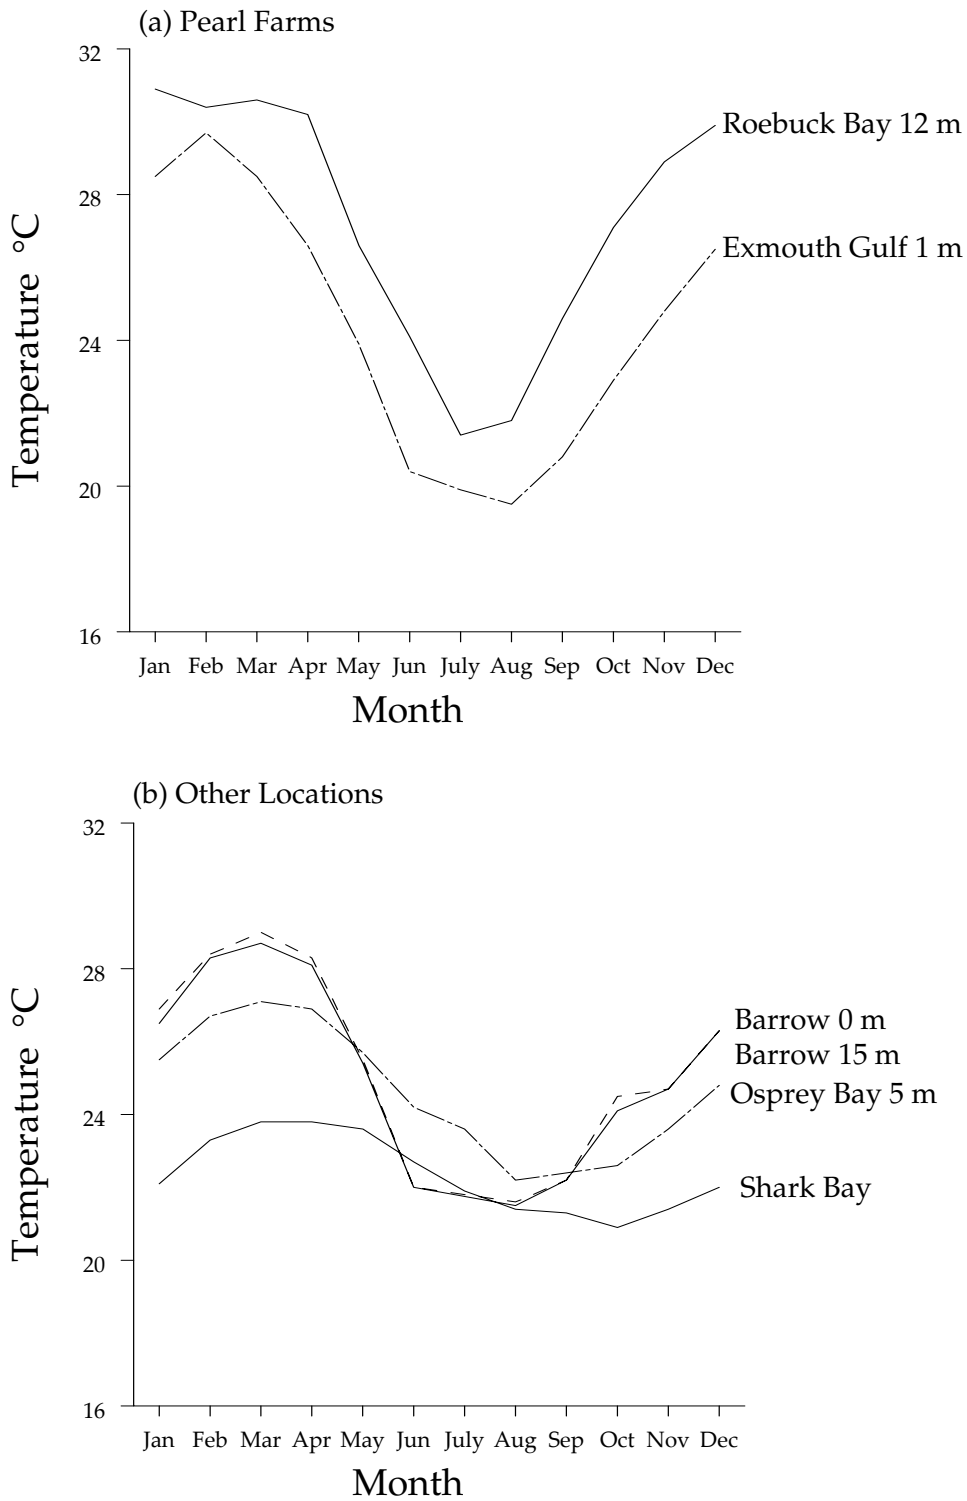 (a) Pearl Farms
32
28
24
20
16
Temperature °C
Roebuck Bay 12 m
Exmouth Gulf 1 m
Jan Feb Mar Apr May Jun July Aug Sep Oct Nov Dec
Month
(b) Other Locations
32
28
24
20
16
Temperature °C
Barrow 0 m
Barrow 15 m
Osprey Bay 5 m
Shark Bay
Jan Feb Mar Apr May Jun July Aug Sep Oct Nov Dec
Month